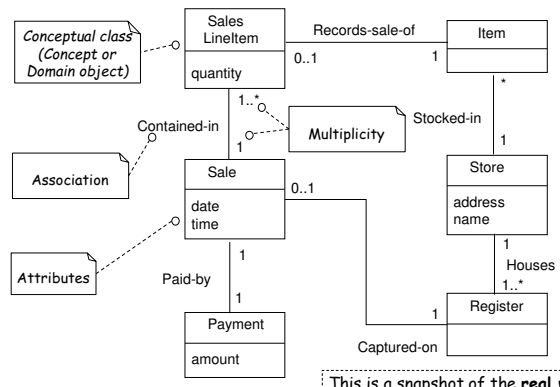 Conceptual class
(Concept or
Domain object)
Sales
LineItem
quantity
Records-sale-of
0..1
1
Item
1..*
Contained-in
1
Multiplicity
*
Stocked-in
1
Association
Sale
date
time
0..1
Store
address
name
Attributes
1
Paid-by
1
1
Houses
1..*
Payment
amount
Register
1
Captured-on
This is a snapshot of the real